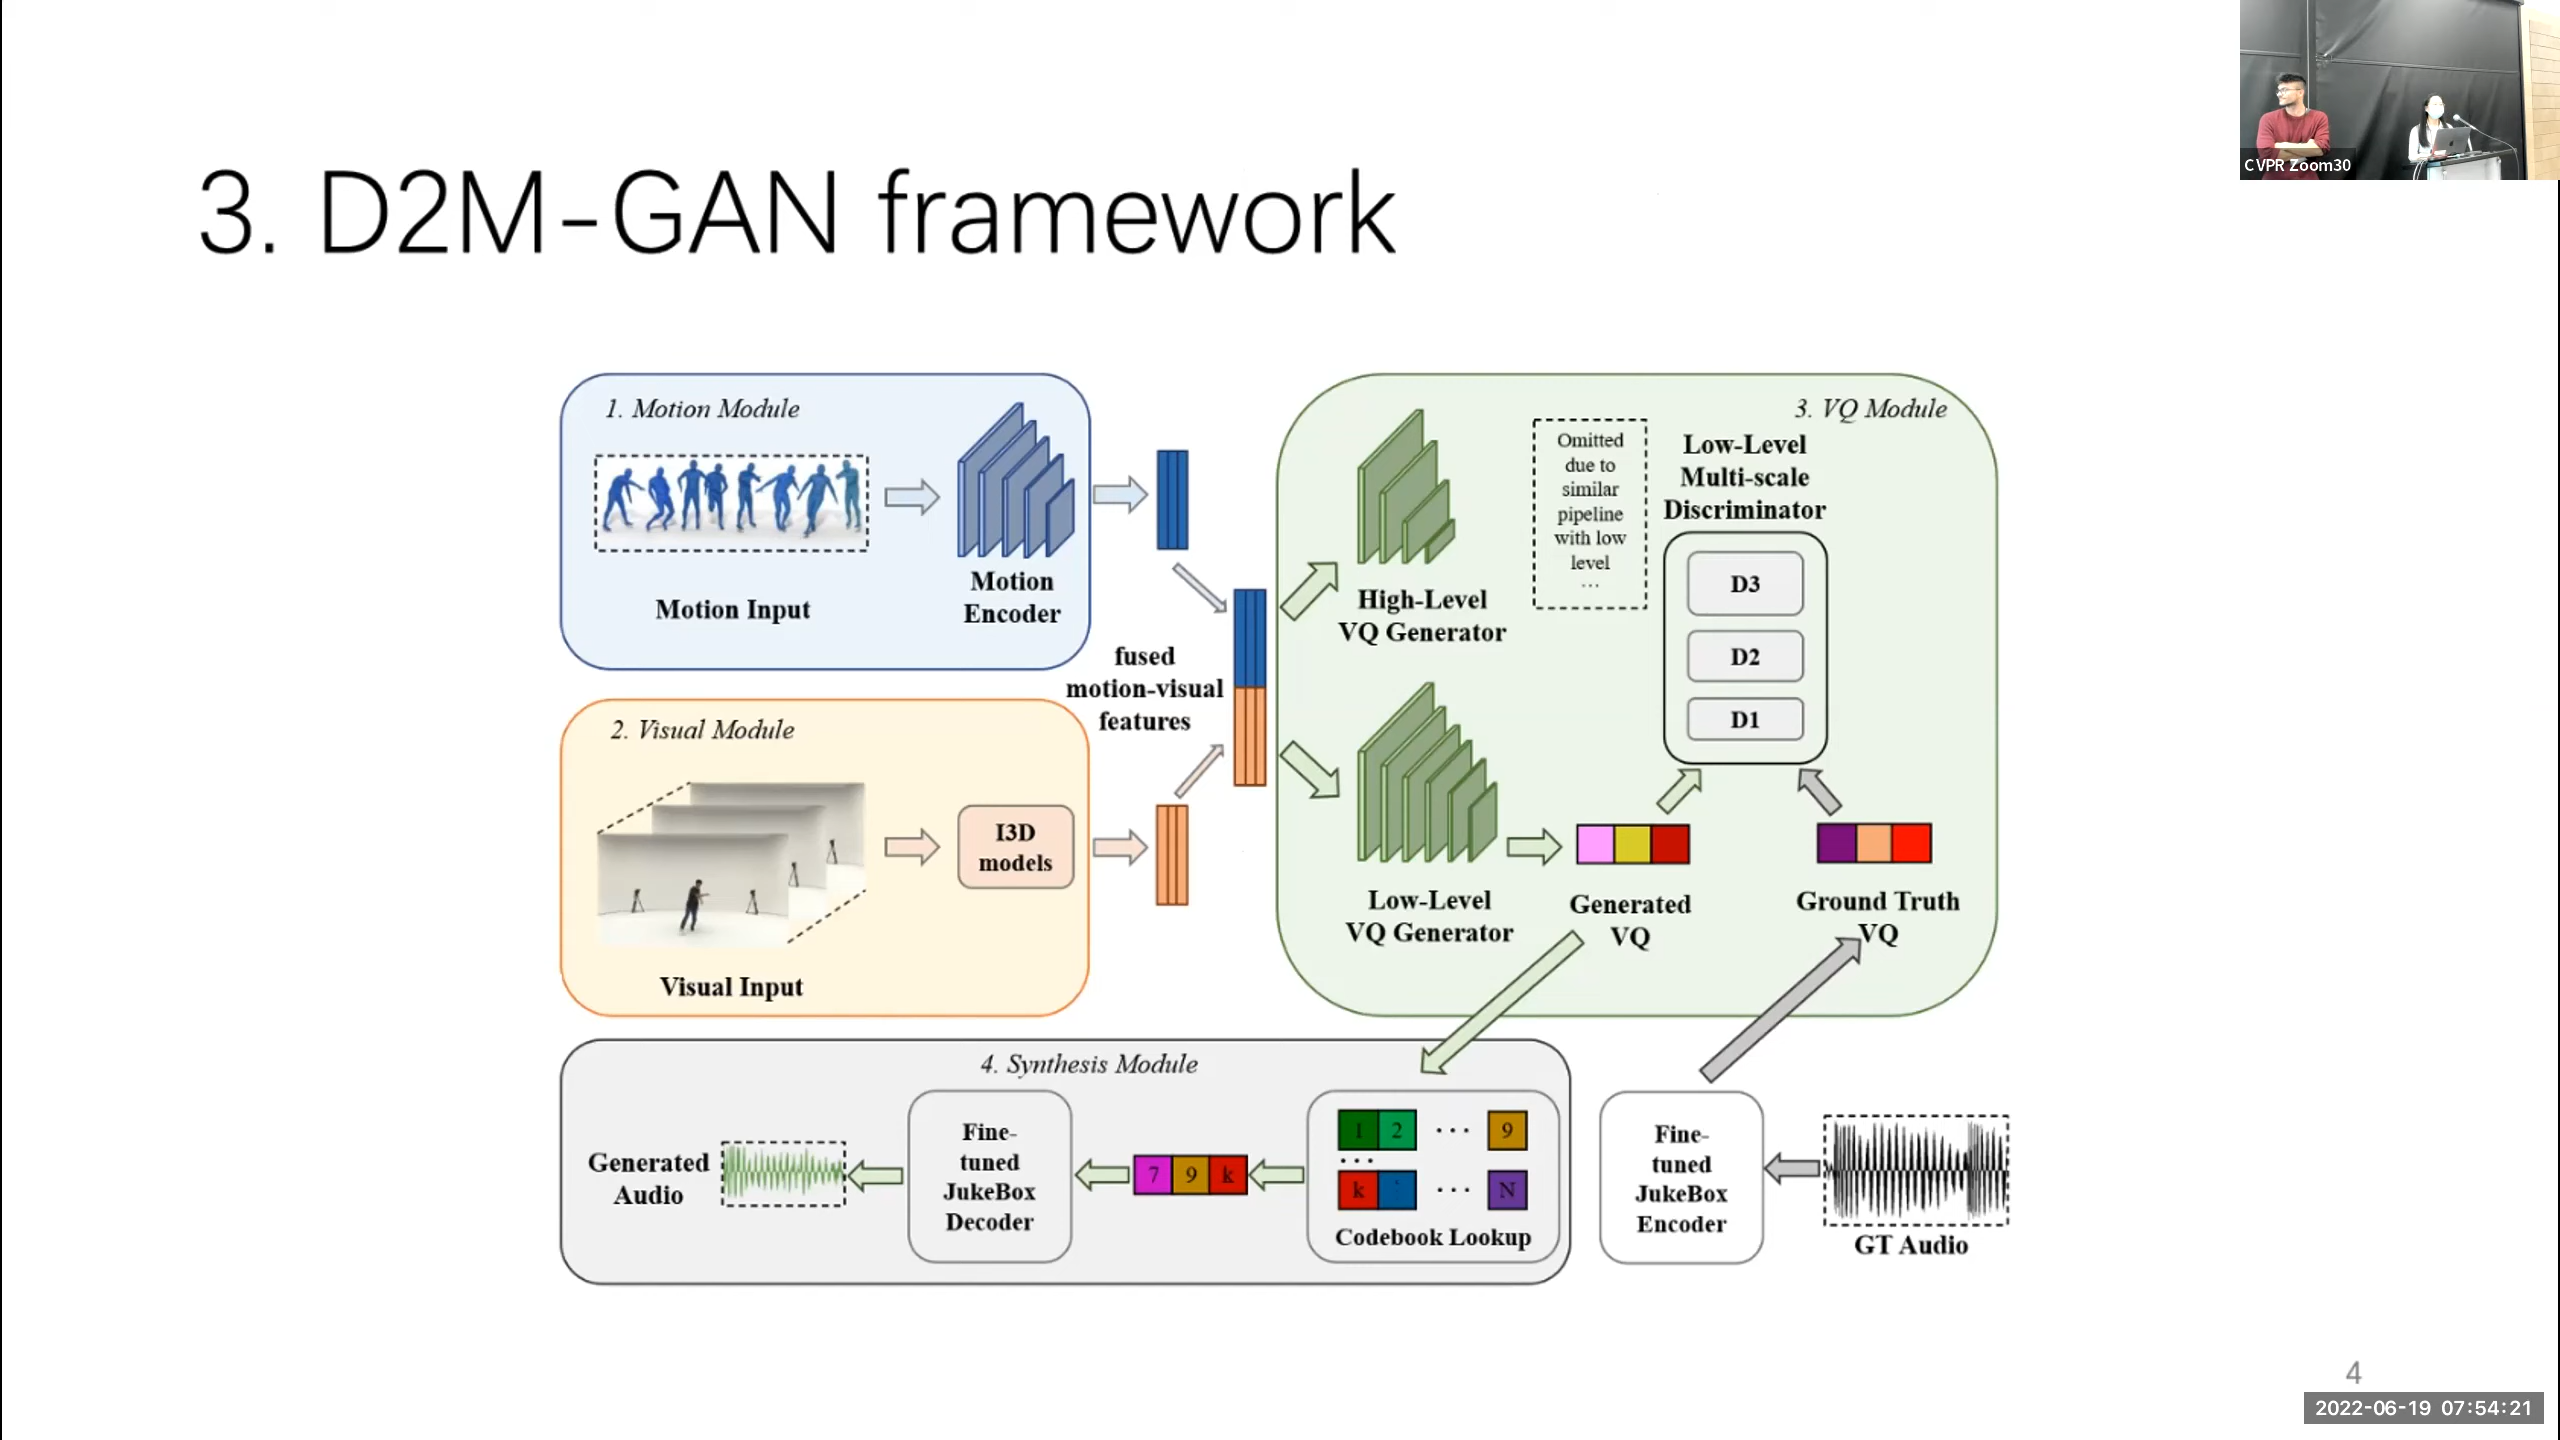 CVPR Zoom30
3. D2M-GAN framework
1. Motion Module
Motion Input
Motion
Encoder
fused
motion-visual
features
2. Visual Module
I3D
models
Visual Input
3. VQ Module
High-Level
VQ Generator
Omitted
due to
similar
pipeline
with low
level
...
Low-Level
Multi-scale
Discriminator
D3
D2
D1
Low-Level
VQ Generator
Generated
VQ
Ground Truth
VQ
4. Synthesis Module
Generated
Audio
Fine-
tuned
JukeBox
Decoder
7 9 k
1 2 ... 9
...
k ... N
Codebook Lookup
Fine-
tuned
JukeBox
Encoder
GT Audio
4
2022-06-19 07:54:21